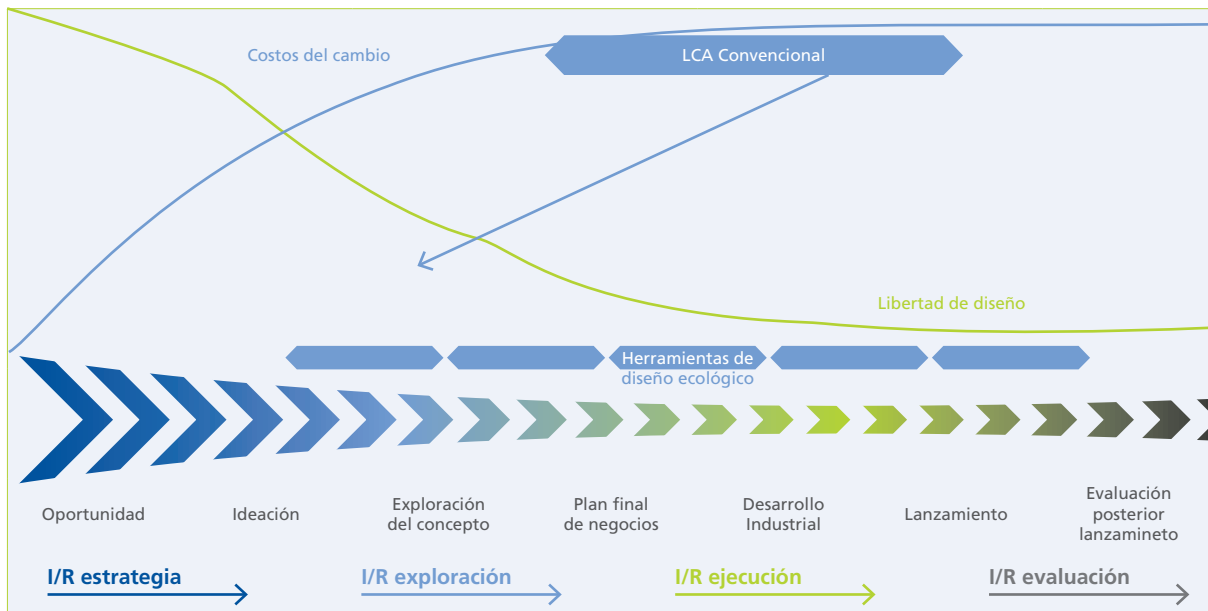 Costos del cambio
LCA Convencional
Libertad de diseño
Herramientas de
diseño ecológico
Oportunidad
Ideación
Exploración
del concepto
Plan final
de negocios
Desarrollo
Industrial
Lanzamiento
Evaluación
posterior
lanzamineto
I/R estrategia
I/R exploración
I/R ejecución
I/R evaluación